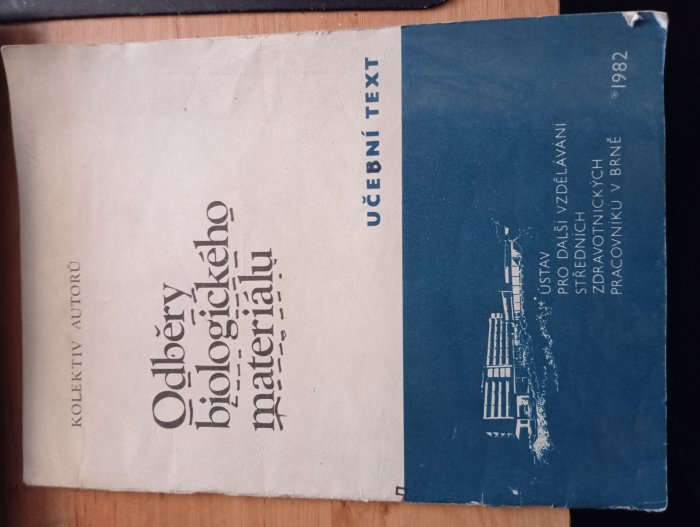 KOLEKTIV AUTORŮ
Odběry
biologického
materiálu
UČEBNÍ TEXT
ÚSTAV
PRO DALŠÍ VZDĚLÁVÁNÍ
STŘEDNÍCH
ZDRAVOTNICKÝCH
PRACOVNÍKŮ V BRNĚ
*1982